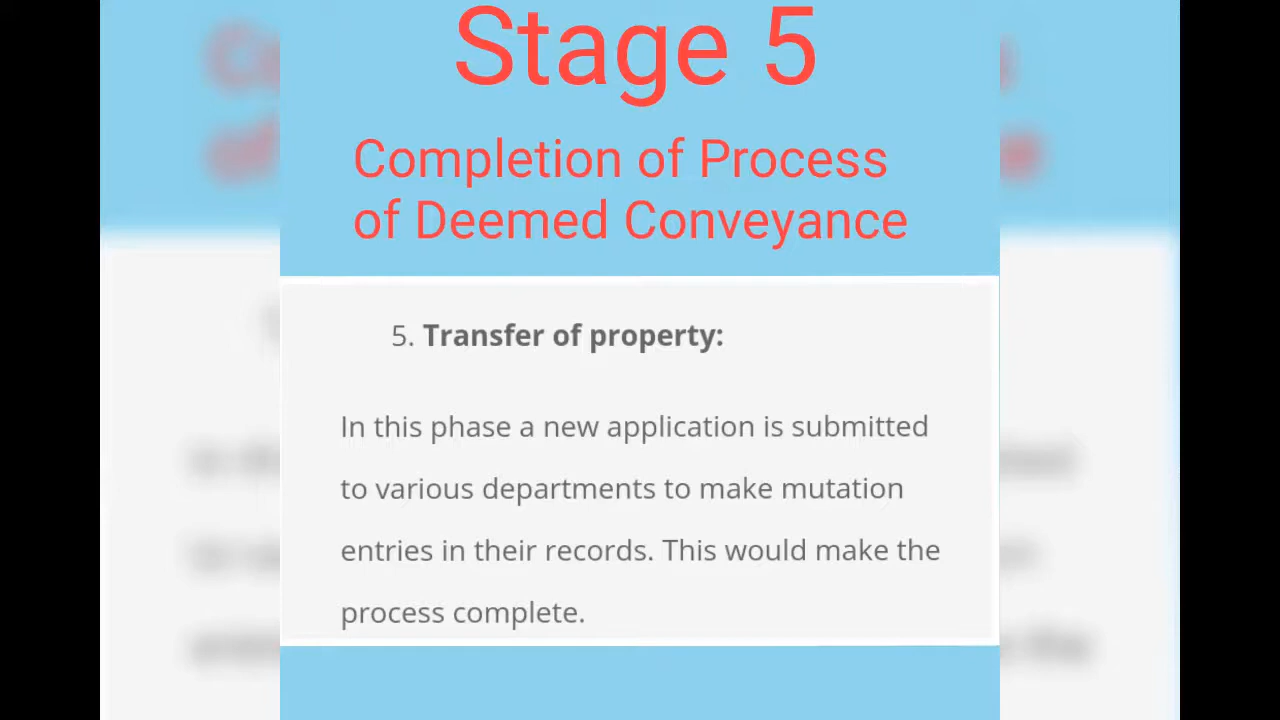 Stage 5
Completion of Process
of Deemed Conveyance
5. Transfer of property:
In this phase a new application is submitted
to various departments to make mutation
entries in their records. This would make the
process complete.